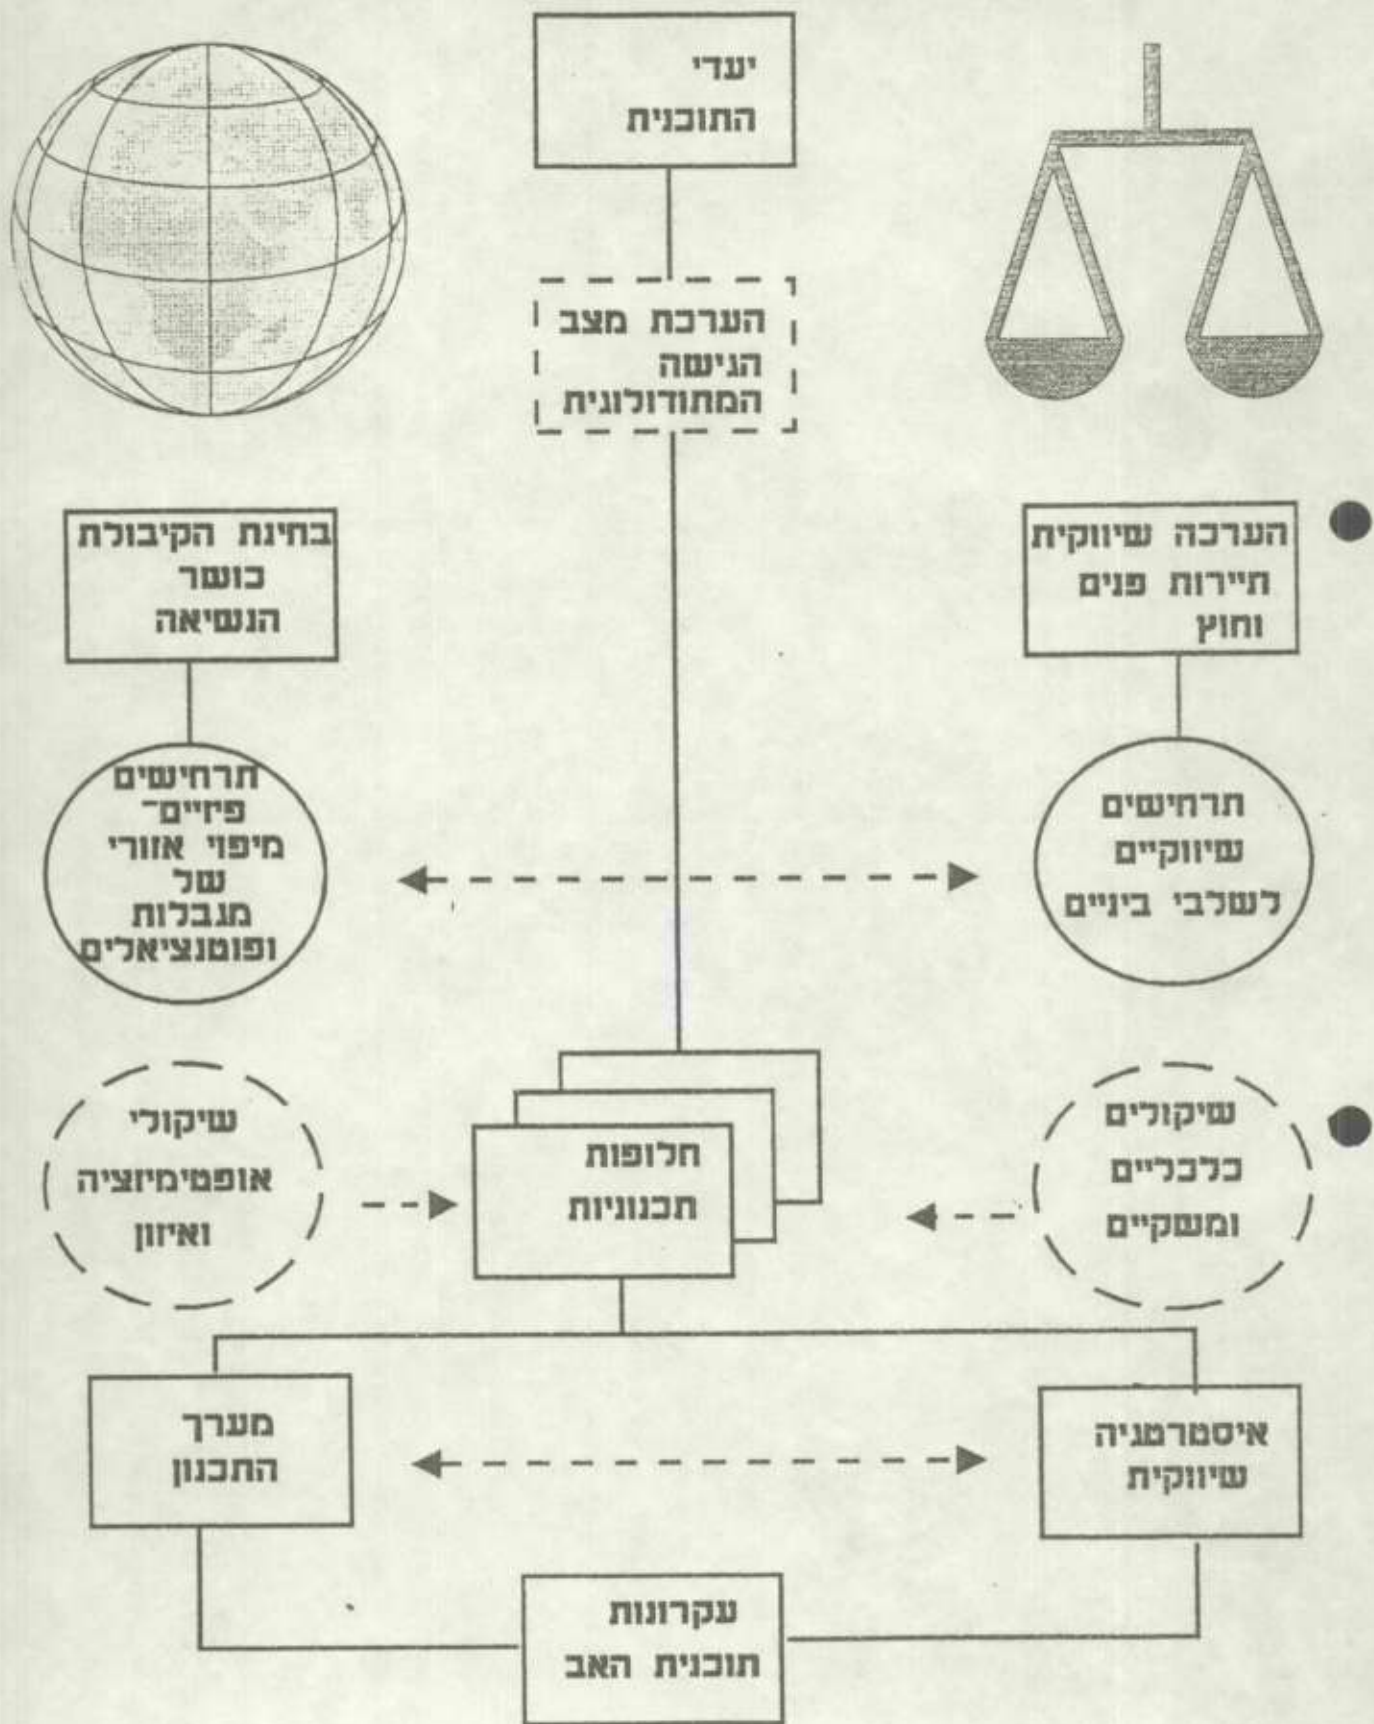 יעדי
התוכנית
הערכת מצב
הגישה
המתודולוגית
הערכה שיווקית
תיירות פנים
וחוץ
בחינת הקיבולת
כושר
הנשיאה
תרחישים
שיווקיים
לשלבי ביניים
תרחישים
פיזיים-
מיפוי אזורי
של
מגבלות
ופוטנציאלים
שיקולים
כלכליים
ומשקיים
חלופות
תכנוניות
שיקולי
אופטימיזציה
ואיזון
איסטרטגיה
שיווקית
מערך
התכנון
עקרונות
תוכנית האב